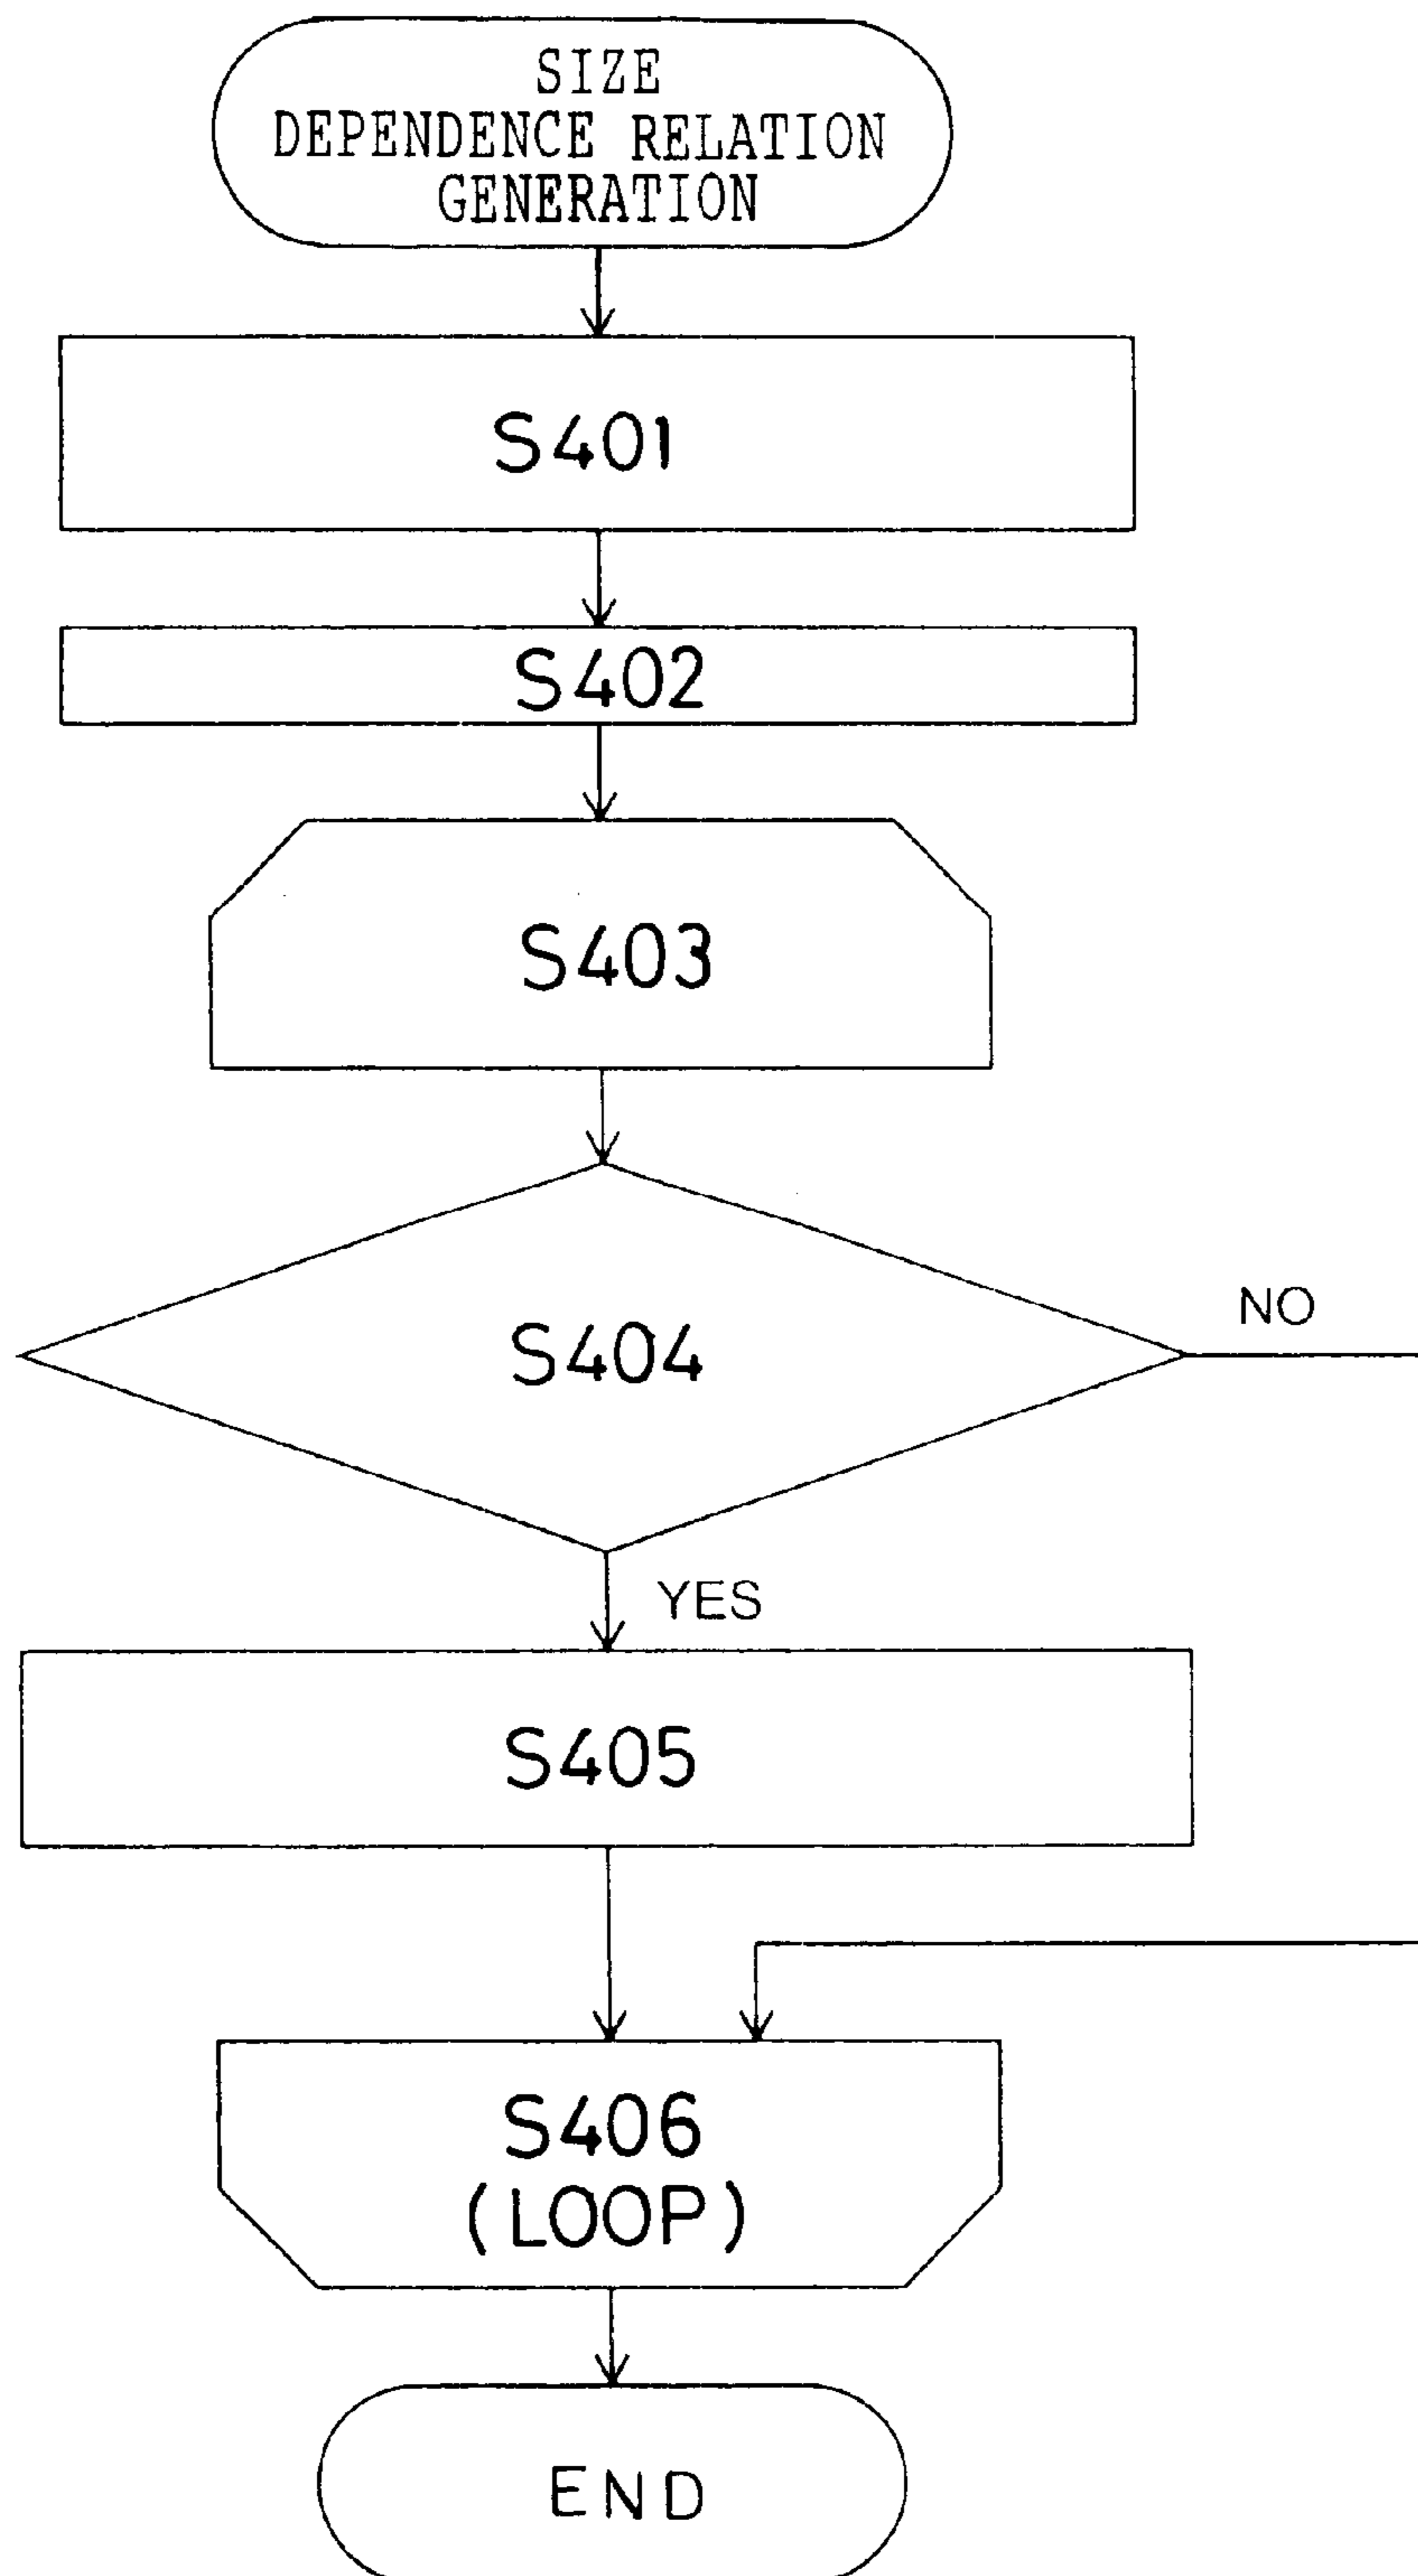 SIZE
DEPENDENCE RELATION
GENERATION
S401
S402
S403
S404
NO
YES
S405
S406
(LOOP)
END